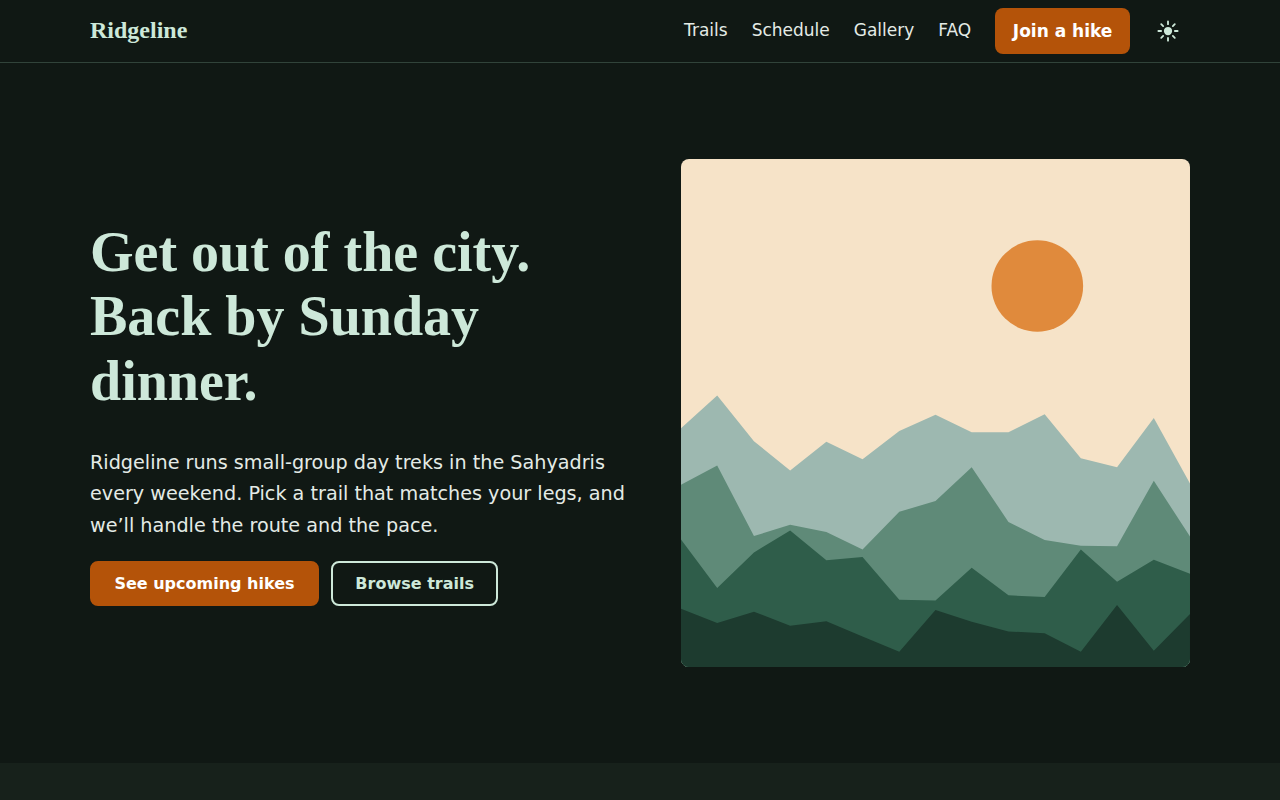 Ridgeline
Trails
Schedule
Gallery
FAQ
Join a hike
Get out of the city.
Back by Sunday
dinner.
Ridgeline runs small-group day treks in the Sahyadris
every weekend. Pick a trail that matches your legs, and
we’ll handle the route and the pace.
See upcoming hikes
Browse trails